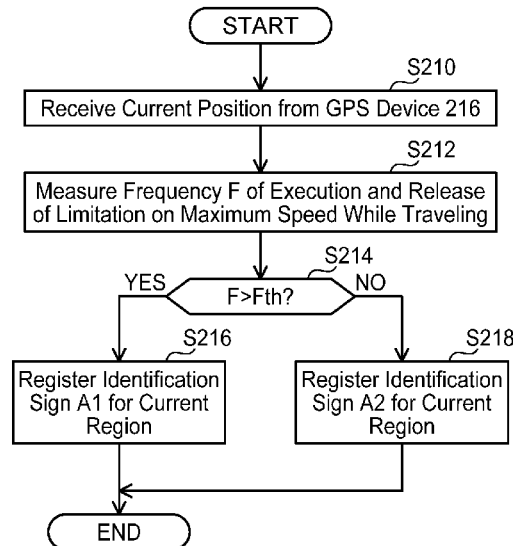 START
S210
Receive Current Position from GPS Device 216
S212
Measure Frequency F of Execution and Release
of Limitation on Maximum Speed While Traveling
S214
YES
F>Fth?
NO
S216
Register Identification
Sign A1 for Current
Region
S218
Register Identification
Sign A2 for Current
Region
END